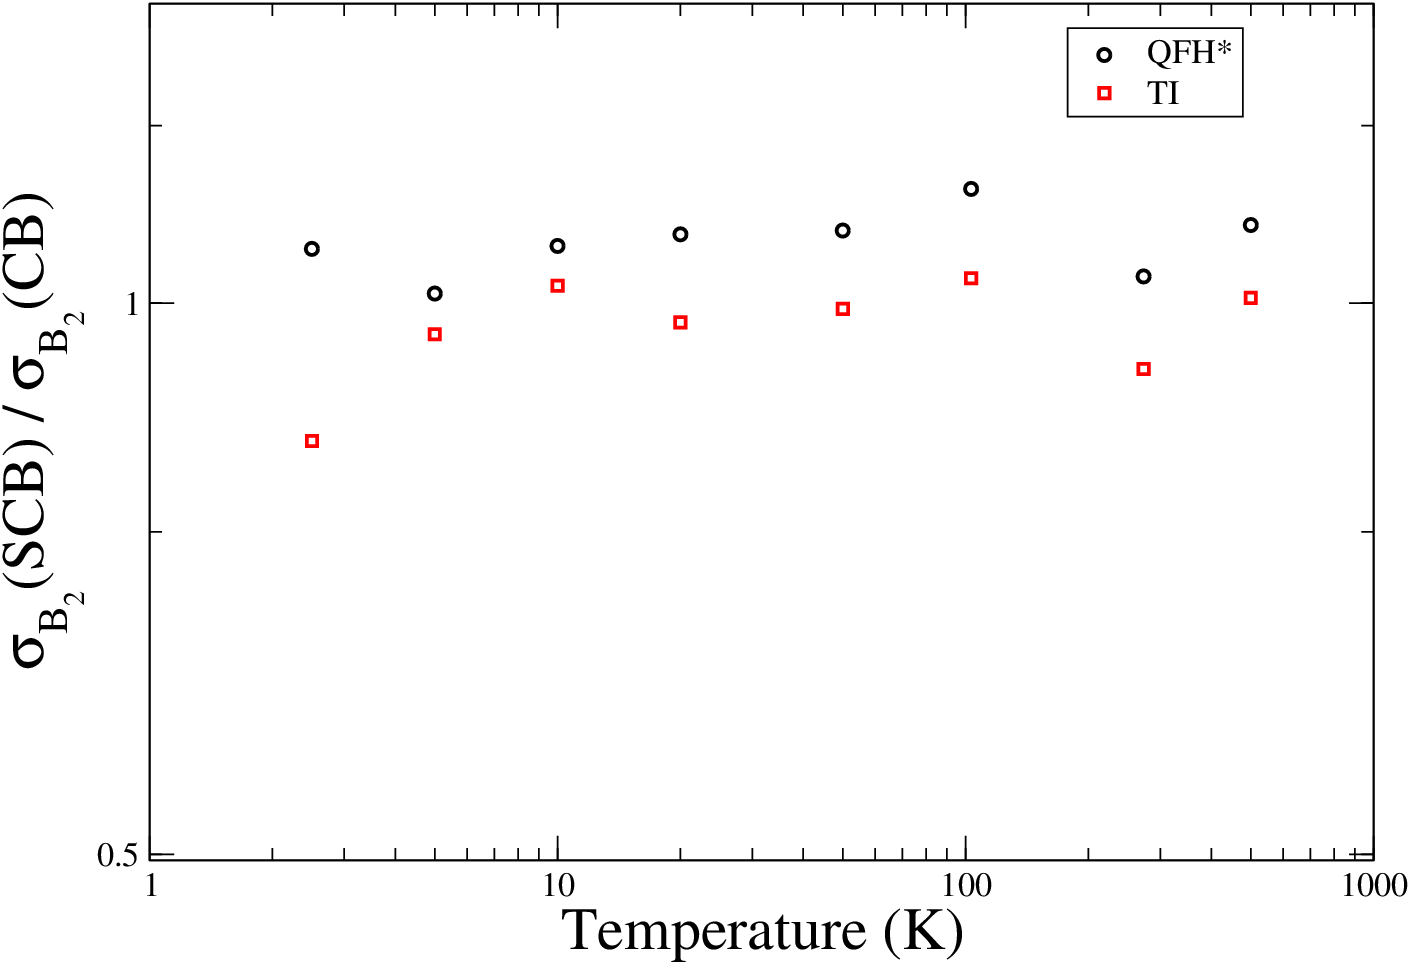 QFH*
TI
σB2 (SCB) / σB2 (CB)
1
0.5
1
10
100
1000
Temperature (K)